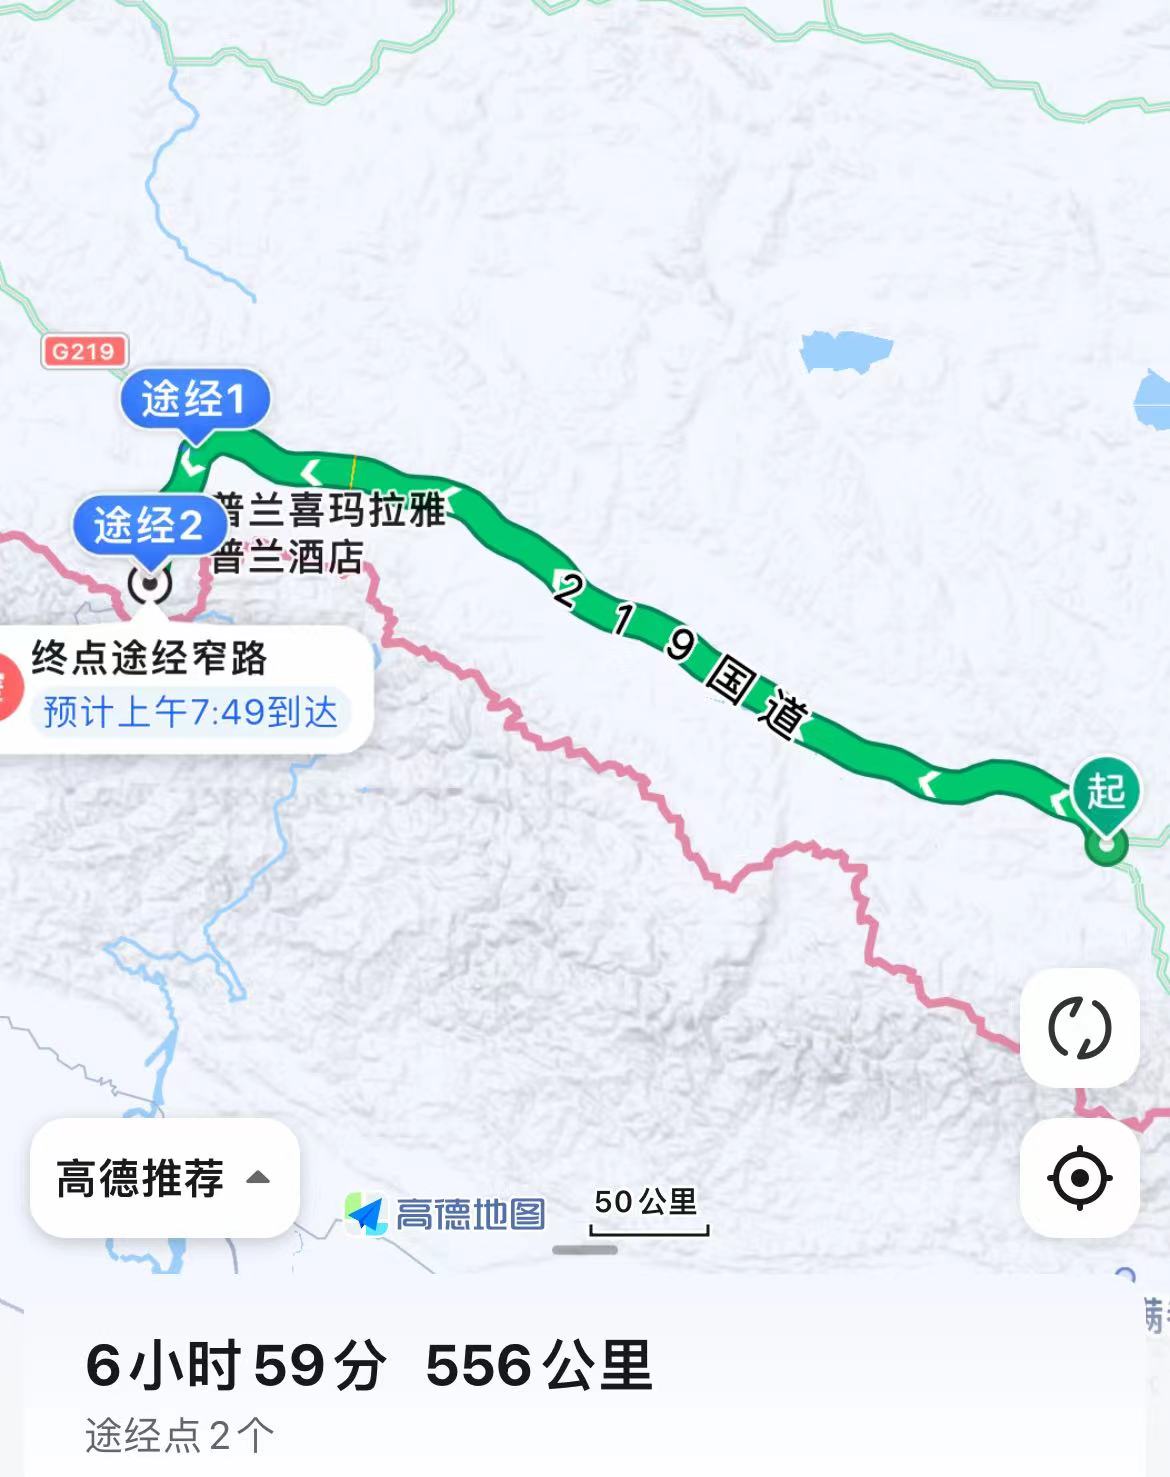 G219
途经1
普兰喜玛拉雅
途经2
普兰酒店
219国道
终点途经窄路
预计上午7:49到达
起
高德推荐
高德地图
50公里
6小时59分 556公里
途经点2个